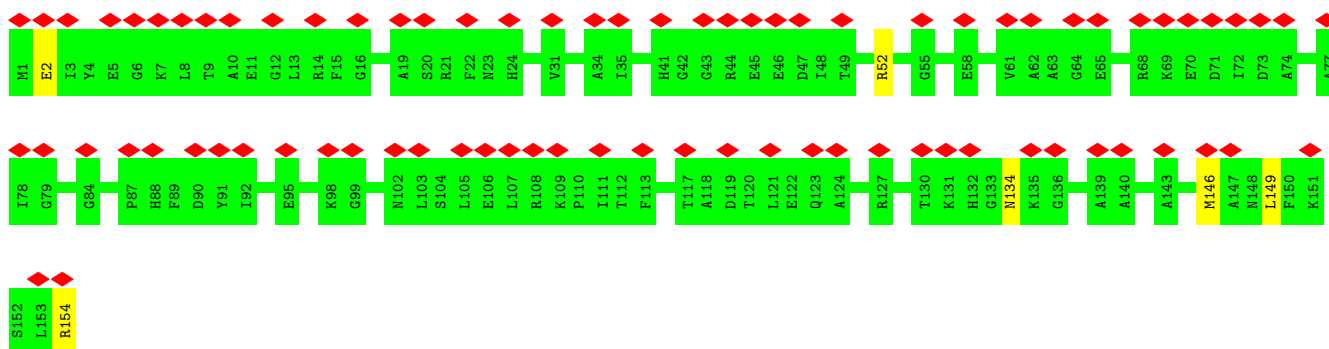 M1 E2 I3 Y4 E5 G6 K7 L8 T9 A10 E11 G12 L13 R14 F15 G16 A19 S20 R21 F22 N23 H24 V31 A34 I35 H41 G42 G43 R44 E45 E46 D47 I48 T49 R52 G55 E58 V61 A62 A63 G64 E65 R68 K69 E70 D71 I72 D73 A74 A77
I78 G79 G84 P87 H88 F89 D90 Y91 I92 E95 K98 G99 N102 L103 S104 L105 E106 L107 R108 K109 P110 I111 T112 F113 T117 A118 D119 T120 L121 E122 Q123 A124 R127 T130 K131 H132 G133 N134 K135 G136 A139 A140 A143 M146 A147 N148 L149 F150 K151
S152 L153 R154